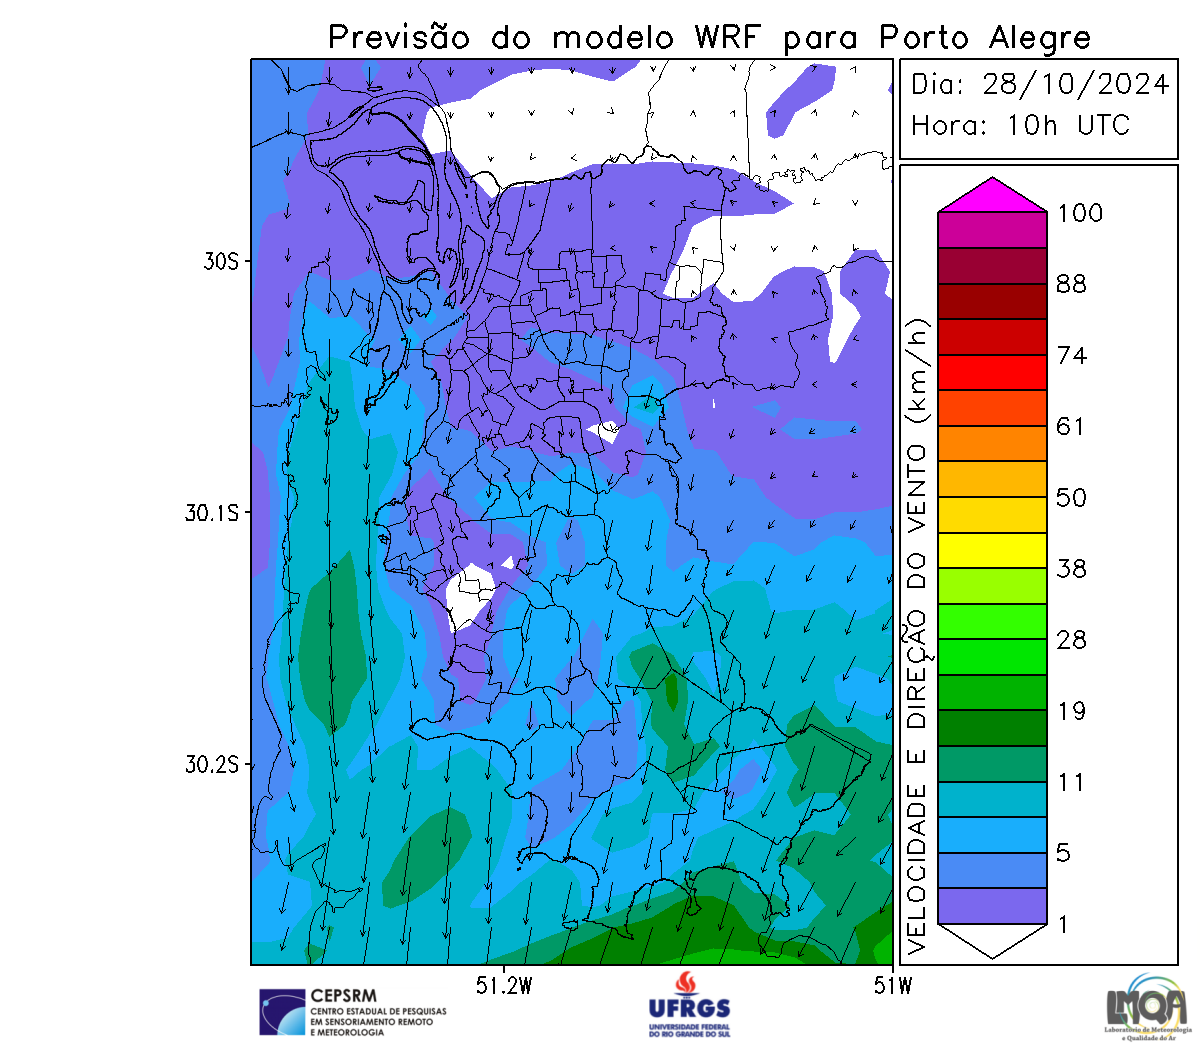 Previsão do modelo WRF para Porto Alegre
Dia: 28/10/2024
Hora: 10h UTC
30S
30.1S
30.2S
51.2W
51W
VELOCIDADE E DIREÇÃO DO VENTO (km/h)
100
88
74
61
50
38
28
19
11
5
1
CEPSRM
CENTRO ESTADUAL DE PESQUISAS
EM SENSORIAMENTO REMOTO
E METEOROLOGIA
UFRGS
UNIVERSIDADE FEDERAL
DO RIO GRANDE DO SUL
LMQA
Laboratório de Meteorologia
e Qualidade do Ar